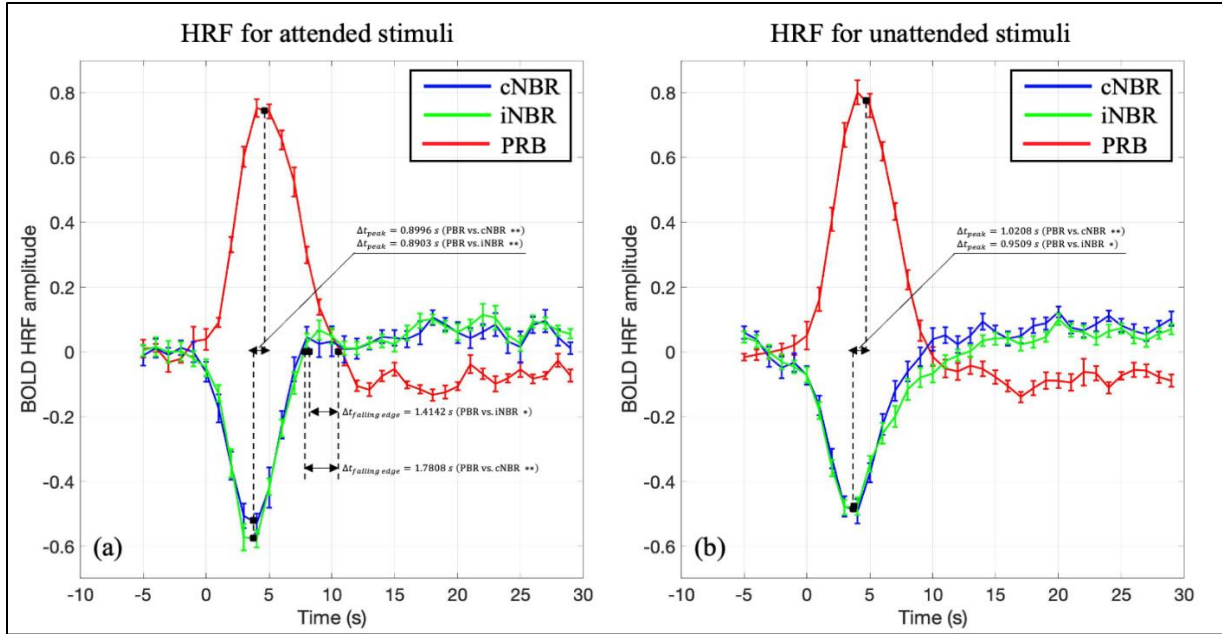 HRF for attended stimuli
HRF for unattended stimuli
cNBR
iNBR
PRB
Δt_peak = 0.8996 s (PBR vs. cNBR **)
Δt_peak = 0.8903 s (PBR vs. iNBR **)
Δt_falling edge = 1.4142 s (PBR vs. iNBR *)
Δt_falling edge = 1.7808 s (PBR vs. cNBR **)
BOLD HRF amplitude
0.8
0.6
0.4
0.2
0
-0.2
-0.4
-0.6
(a)
-10 -5 0 5 10 15 20 25 30
Time (s)
cNBR
iNBR
PRB
Δt_peak = 1.0208 s (PBR vs. cNBR **)
Δt_peak = 0.9509 s (PBR vs. iNBR *)
BOLD HRF amplitude
0.8
0.6
0.4
0.2
0
-0.2
-0.4
-0.6
(b)
-10 -5 0 5 10 15 20 25 30
Time (s)